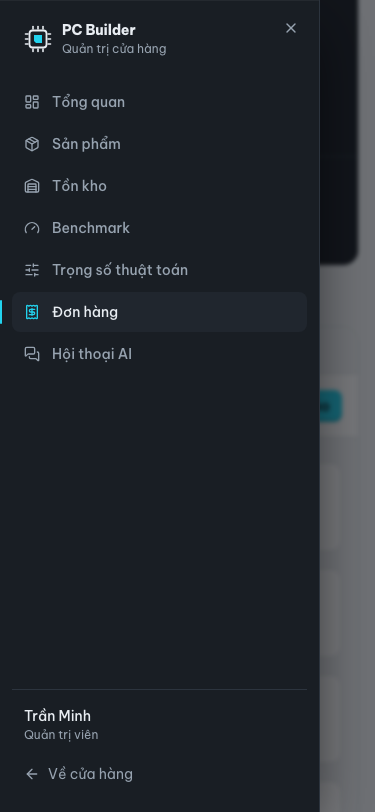 PC Builder
Quản trị cửa hàng
Tổng quan
Sản phẩm
Tồn kho
Benchmark
Trọng số thuật toán
Đơn hàng
Hội thoại AI
Trần Minh
Quản trị viên
Về cửa hàng